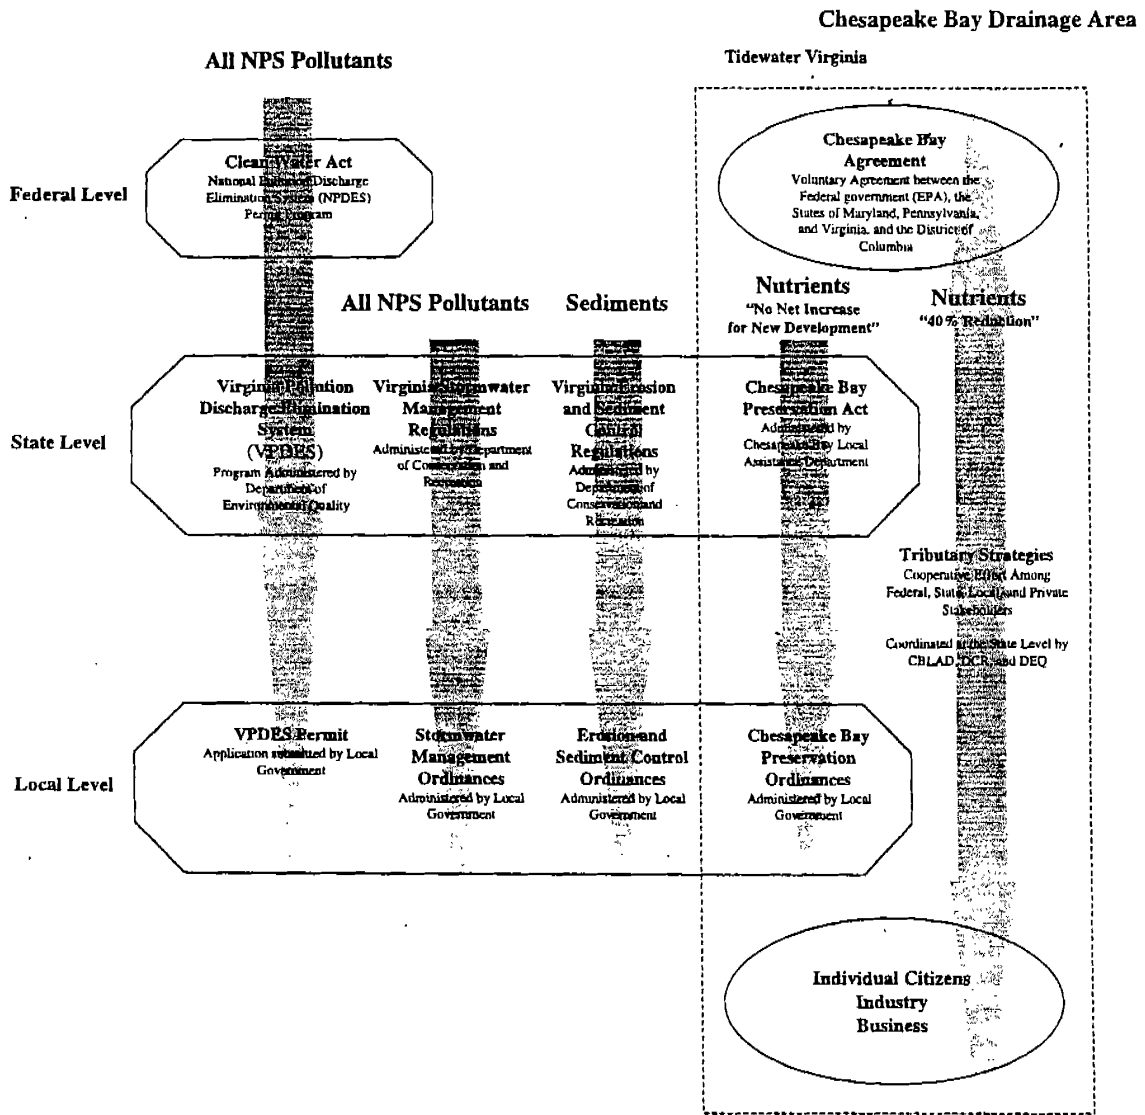 Chesapeake Bay Drainage Area
All NPS Pollutants
Tidewater Virginia
Federal Level
Clean Water Act
National Pollution Discharge
Elimination System (NPDES)
Permit Program
Chesapeake Bay
Agreement
Voluntary Agreement between the
Federal government (EPA), the
States of Maryland, Pennsylvania,
and Virginia, and the District of
Columbia
All NPS Pollutants
Sediments
Nutrients
"No Net Increase
for New Development"
Nutrients
"40% Reduction"
State Level
Virginia Pollution
Discharge Elimination
System
(VPDES)
Program Administered by
Department of
Environmental Quality
Virginia Stormwater
Management
Regulations
Administered by Department
of Conservation and
Recreation
Virginia Erosion
and Sediment
Control
Regulations
Administered by
Department of
Conservation and
Recreation
Chesapeake Bay
Preservation Act
Administered by
Chesapeake Bay Local
Assistance Department
Tributary Strategies
Cooperative Effort Among
Federal, State, Local, and Private
Stakeholders
Coordinated at the State Level by
CBLAD, DCR, and DEQ
Local Level
VPDES Permit
Application submitted by Local
Government
Stormwater
Management
Ordinances
Administered by Local
Government
Erosion and
Sediment Control
Ordinances
Administered by Local
Government
Chesapeake Bay
Preservation
Ordinances
Administered by Local
Government
Individual Citizens
Industry
Business